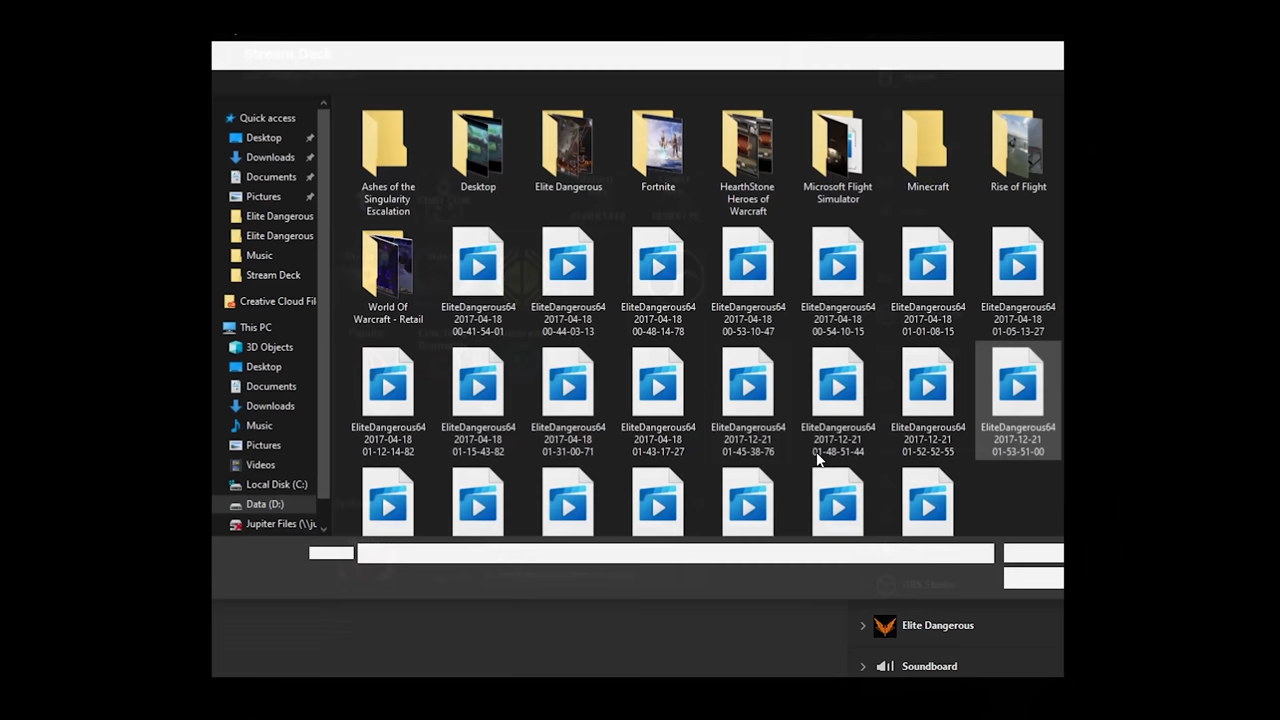 Stream Deck
Quick access
Desktop
Downloads
Documents
Pictures
Elite Dangerous
Elite Dangerous
Music
Stream Deck
Creative Cloud Fil
This PC
3D Objects
Desktop
Documents
Downloads
Music
Pictures
Videos
Local Disk (C:)
Data (D:)
Jupiter Files (\\ju
Ashes of the
Singularity
Escalation
Desktop
Elite Dangerous
Fortnite
HearthStone
Heroes of
Warcraft
Microsoft Flight
Simulator
Minecraft
Rise of Flight
World Of
Warcraft - Retail
EliteDangerous64
2017-04-18
00-41-54-01
EliteDangerous64
2017-04-18
00-44-03-13
EliteDangerous64
2017-04-18
00-48-14-78
EliteDangerous64
2017-04-18
00-53-10-47
EliteDangerous64
2017-04-18
00-54-10-15
EliteDangerous64
2017-04-18
01-01-08-15
EliteDangerous64
2017-04-18
01-05-13-27
EliteDangerous64
2017-04-18
01-12-14-82
EliteDangerous64
2017-04-18
01-15-43-82
EliteDangerous64
2017-04-18
01-31-00-71
EliteDangerous64
2017-04-18
01-43-17-27
EliteDangerous64
2017-12-21
01-45-38-76
EliteDangerous64
2017-12-21
01-48-51-44
EliteDangerous64
2017-12-21
01-52-52-55
EliteDangerous64
2017-12-21
01-53-51-00
Elite Dangerous
Soundboard